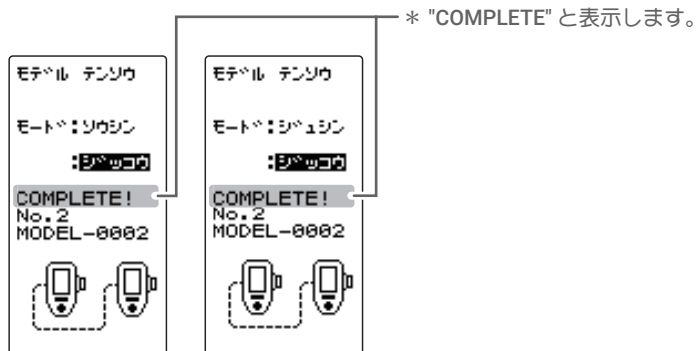 ＊ "COMPLETE" と表示します。
モデル テンソウ
モード:ソウシン
:ジッコウ
COMPLETE!
No.2
MODEL-0002
モデル テンソウ
モード:ジュシン
:ジッコウ
COMPLETE!
No.2
MODEL-0002